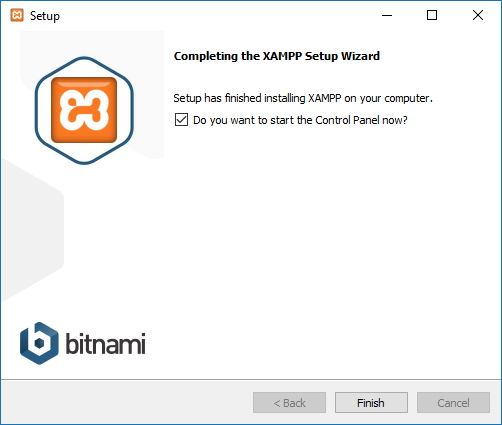 Setup
Completing the XAMPP Setup Wizard
Setup has finished installing XAMPP on your computer.
Do you want to start the Control Panel now?
bitnami
< Back
Finish
Cancel